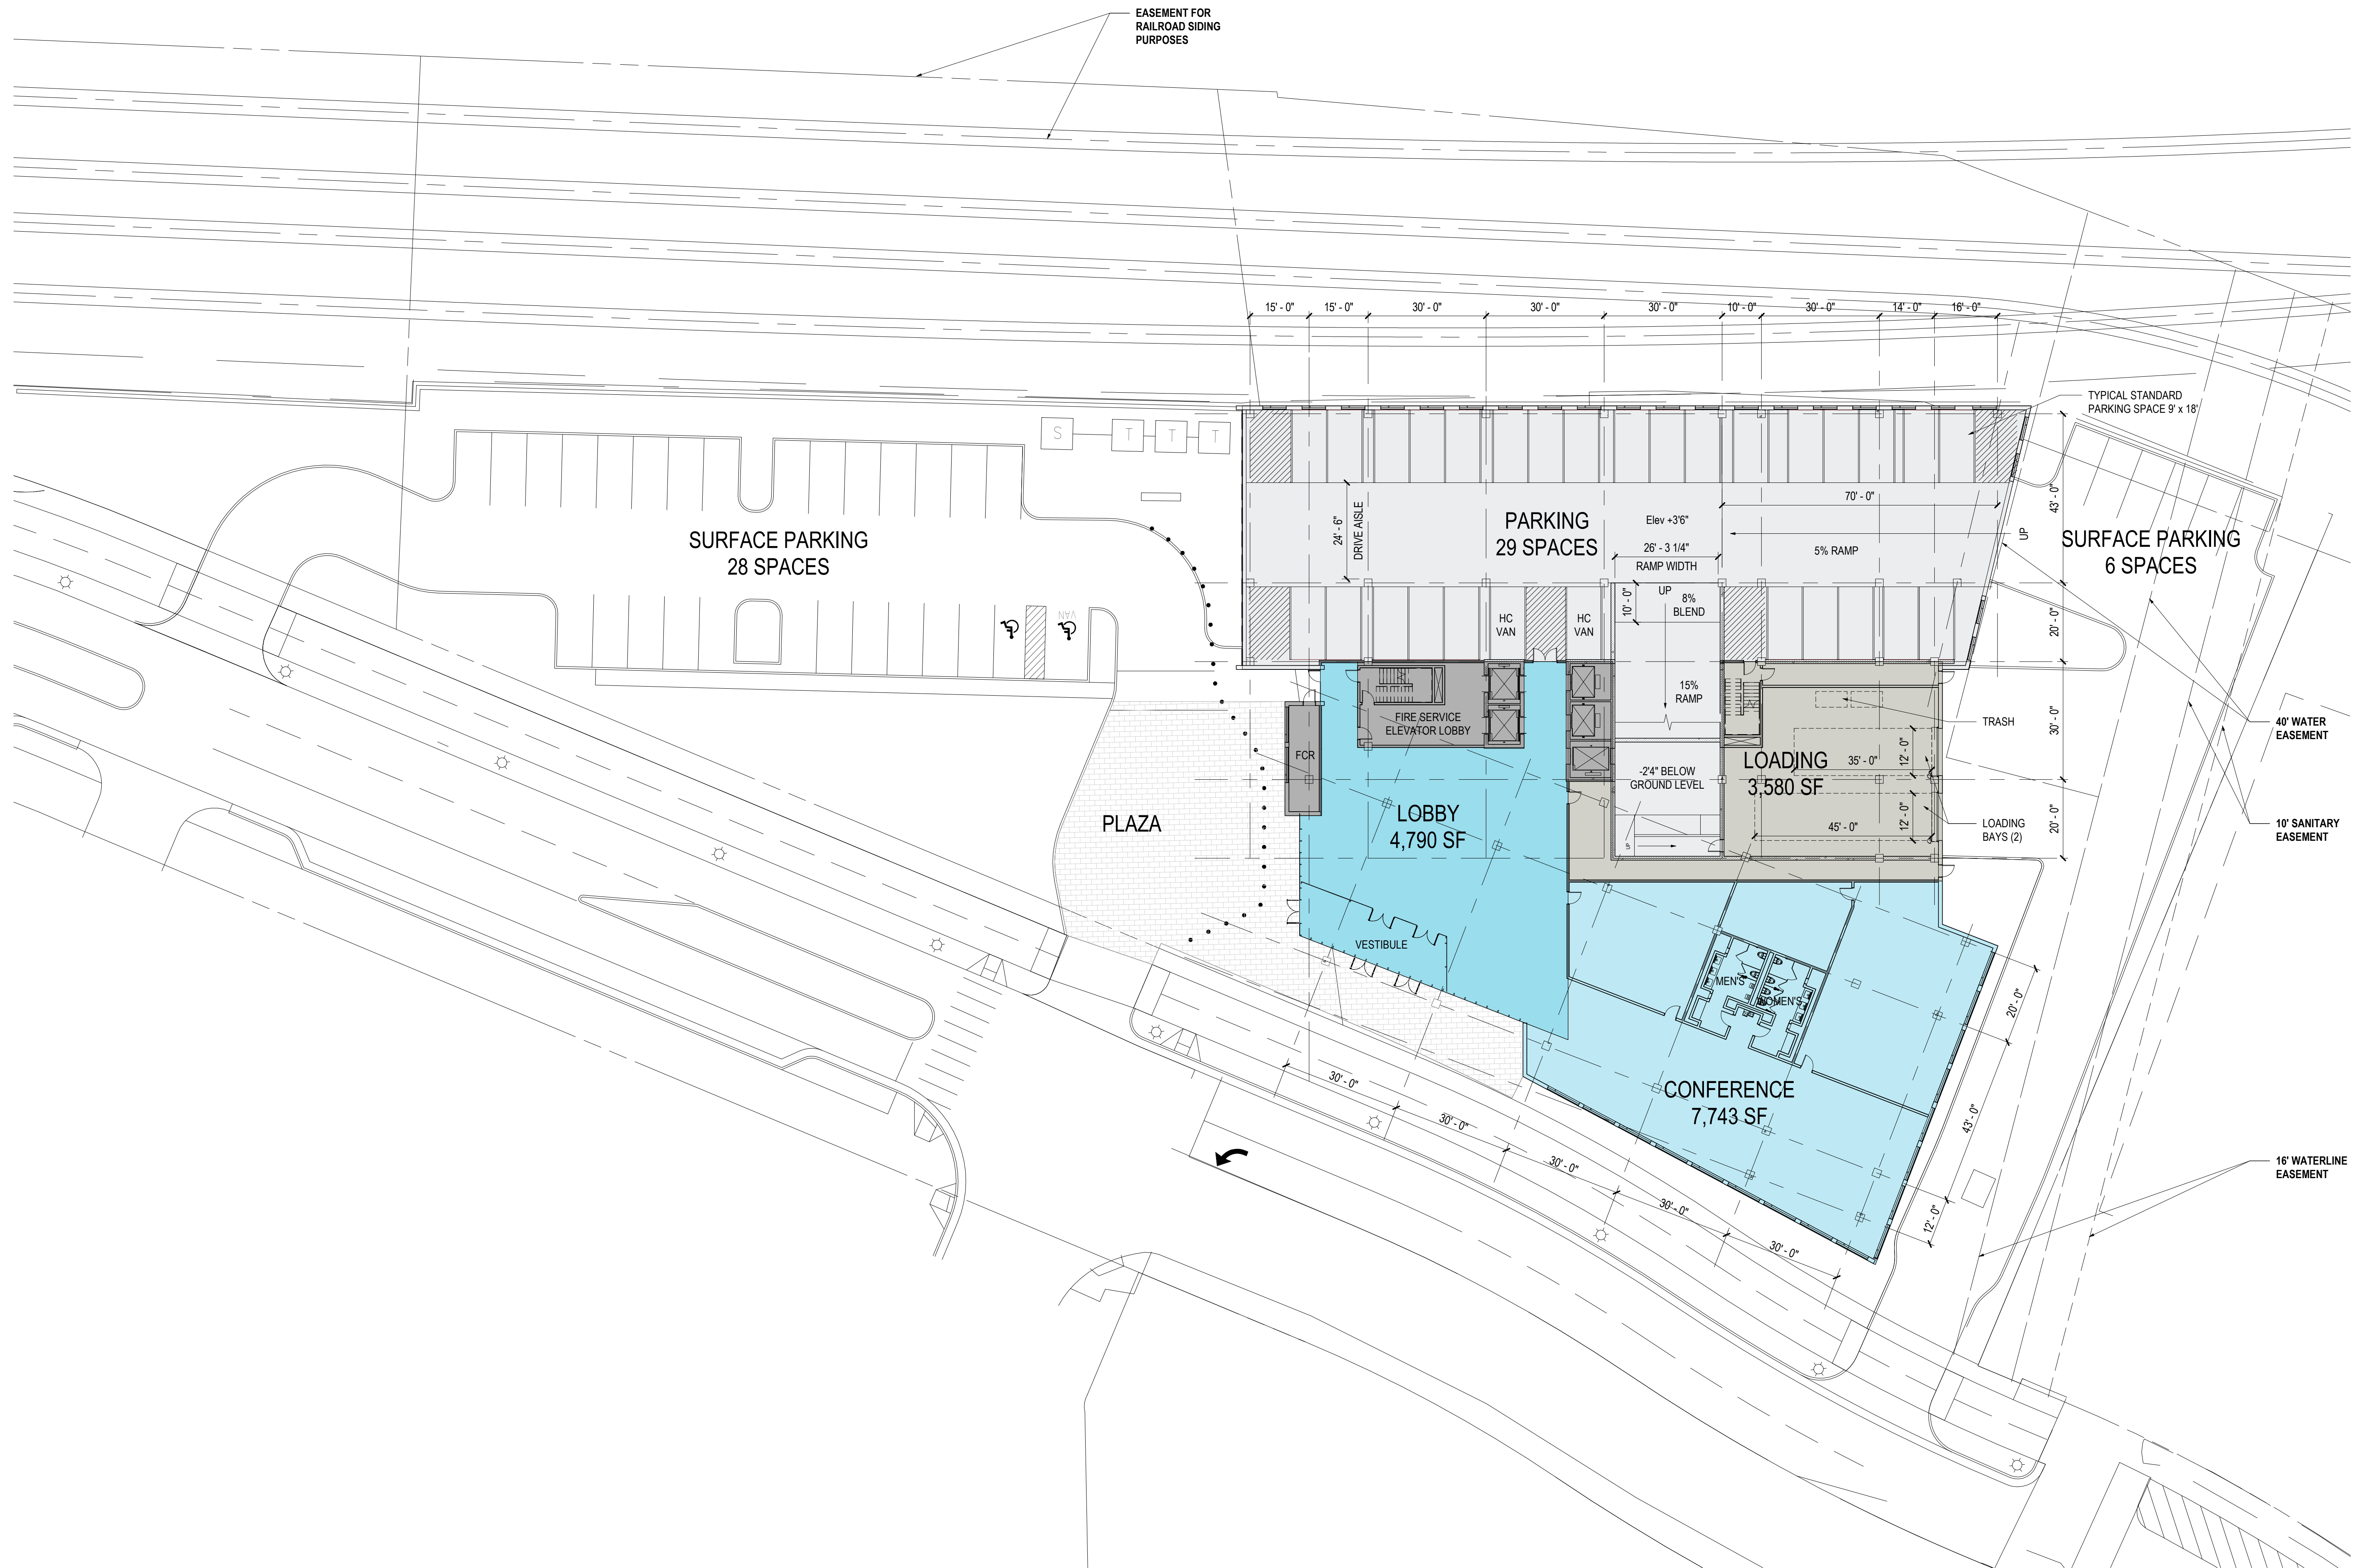 EASEMENT FOR
RAILROAD SIDING
PURPOSES
15' - 0"
15' - 0"
30' - 0"
30' - 0"
30' - 0"
10' - 0"
30' - 0"
14' - 0"
16' - 0"
TYPICAL STANDARD
PARKING SPACE 9' x 18'
S
T
T
T
SURFACE PARKING
28 SPACES
VAN
24' - 6"
DRIVE AISLE
PARKING
29 SPACES
Elev +3'6"
26' - 3 1/4"
RAMP WIDTH
70' - 0"
5% RAMP
UP
43' - 0"
SURFACE PARKING
6 SPACES
HC
VAN
HC
VAN
10' - 0"
UP
8%
BLEND
20' - 0"
15%
RAMP
FIRE SERVICE
ELEVATOR LOBBY
FCR
TRASH
30' - 0"
40' WATER
EASEMENT
LOADING
3,580 SF
35' - 0"
12' - 0"
-2'4" BELOW
GROUND LEVEL
PLAZA
LOBBY
4,790 SF
45' - 0"
12' - 0"
LOADING
BAYS (2)
20' - 0"
10' SANITARY
EASEMENT
UP
VESTIBULE
MEN'S
WOMEN'S
20' - 0"
CONFERENCE
7,743 SF
43' - 0"
12' - 0"
30' - 0"
30' - 0"
30' - 0"
30' - 0"
30' - 0"
16' WATERLINE
EASEMENT